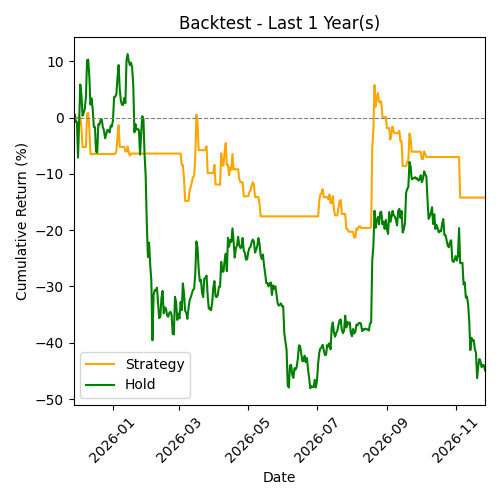 Backtest - Last 1 Year(s)
Cumulative Return (%)
10
0
−10
−20
−30
−40
−50
Strategy
Hold
2026-01
2026-03
2026-05
2026-07
2026-09
2026-11
Date